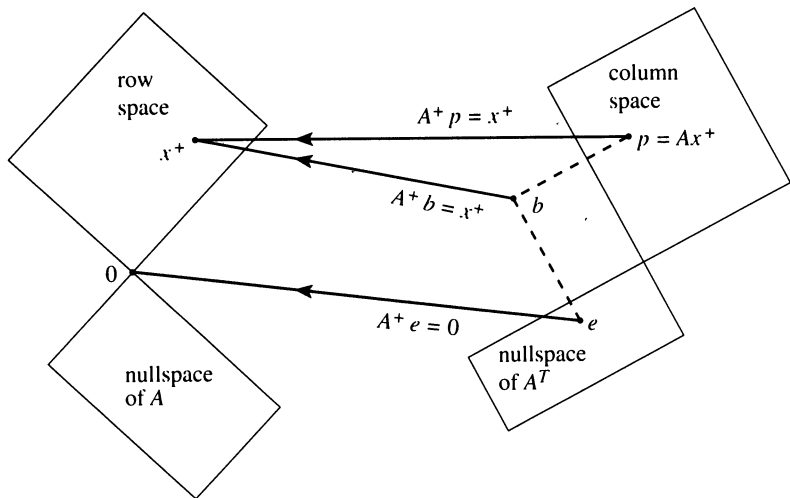 row
space
column
space
A⁺ p = x⁺
x⁺
p = Ax⁺
A⁺ b = x⁺
b
0
A⁺ e = 0
e
nullspace
of A
nullspace
of Aᵀ